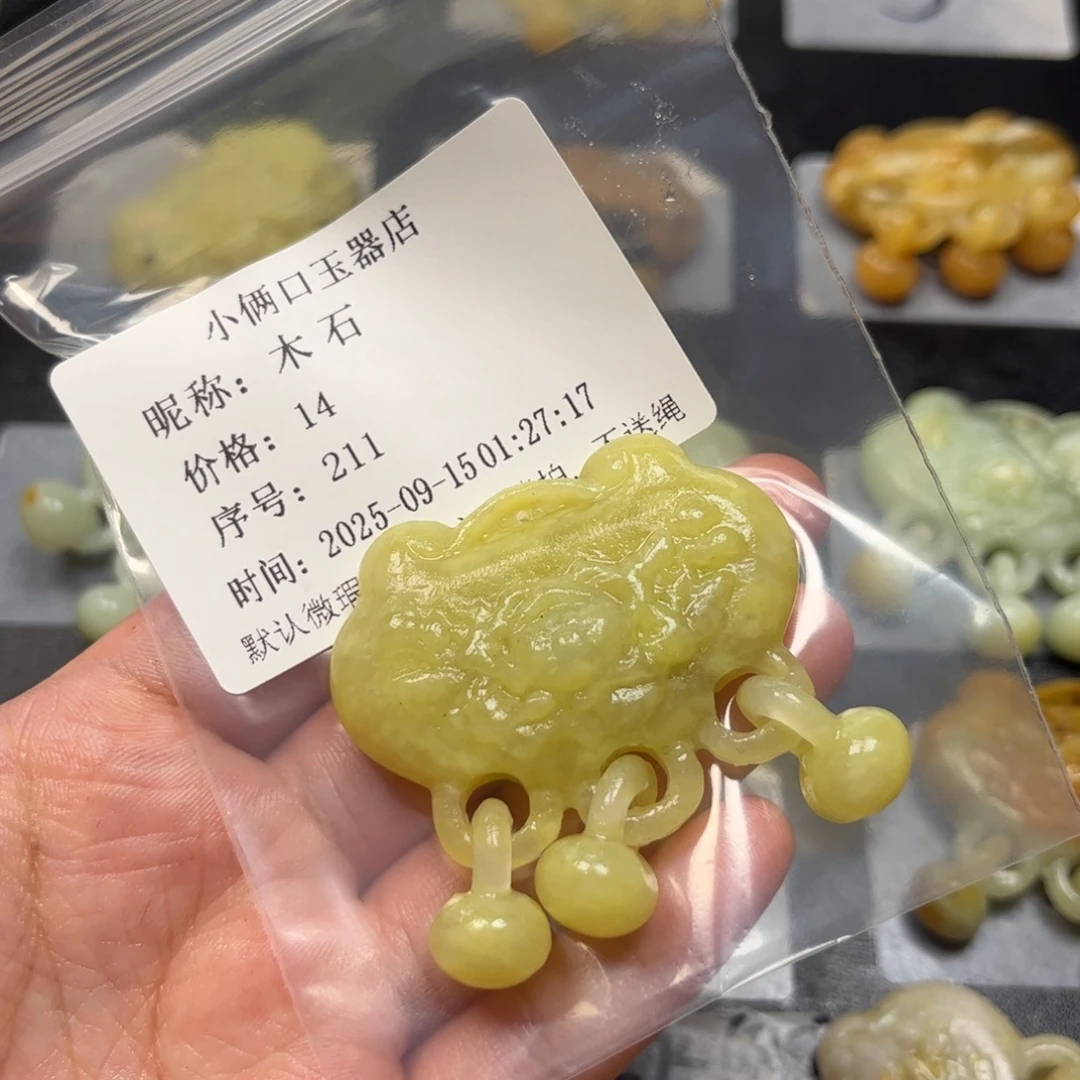 小俩口玉器店
昵称：木 石
价格：14
序号：211
时间：2025-09-15 01:27:17
默认微瑕
不送绳